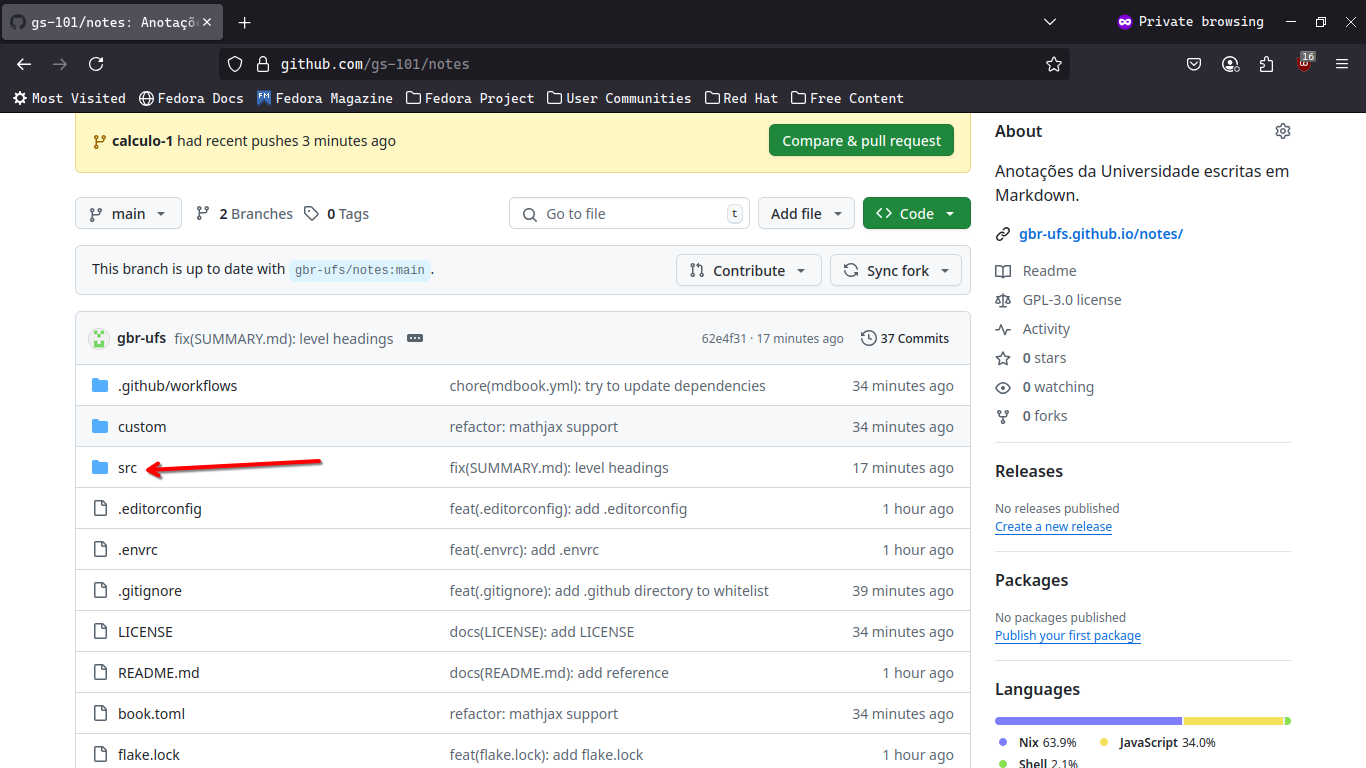 gs-101/notes: Anotaçõ
Private browsing
github.com/gs-101/notes
16
Most Visited
Fedora Docs
Fedora Magazine
Fedora Project
User Communities
Red Hat
Free Content
calculo-1 had recent pushes 3 minutes ago
Compare & pull request
main
2 Branches
0 Tags
Go to file
t
Add file
Code
This branch is up to date with gbr-ufs/notes:main .
Contribute
Sync fork
gbr-ufs fix(SUMMARY.md): level headings
62e4f31 · 17 minutes ago
37 Commits
.github/workflows chore(mdbook.yml): try to update dependencies 34 minutes ago
custom refactor: mathjax support 34 minutes ago
src fix(SUMMARY.md): level headings 17 minutes ago
.editorconfig feat(.editorconfig): add .editorconfig 1 hour ago
.envrc feat(.envrc): add .envrc 1 hour ago
.gitignore feat(.gitignore): add .github directory to whitelist 39 minutes ago
LICENSE docs(LICENSE): add LICENSE 34 minutes ago
README.md docs(README.md): add reference 1 hour ago
book.toml refactor: mathjax support 34 minutes ago
flake.lock feat(flake.lock): add flake.lock 1 hour ago
About
Anotações da Universidade escritas em
Markdown.
gbr-ufs.github.io/notes/
Readme
GPL-3.0 license
Activity
0 stars
0 watching
0 forks
Releases
No releases published
Create a new release
Packages
No packages published
Publish your first package
Languages
Nix 63.9%
JavaScript 34.0%
Shell 2.1%